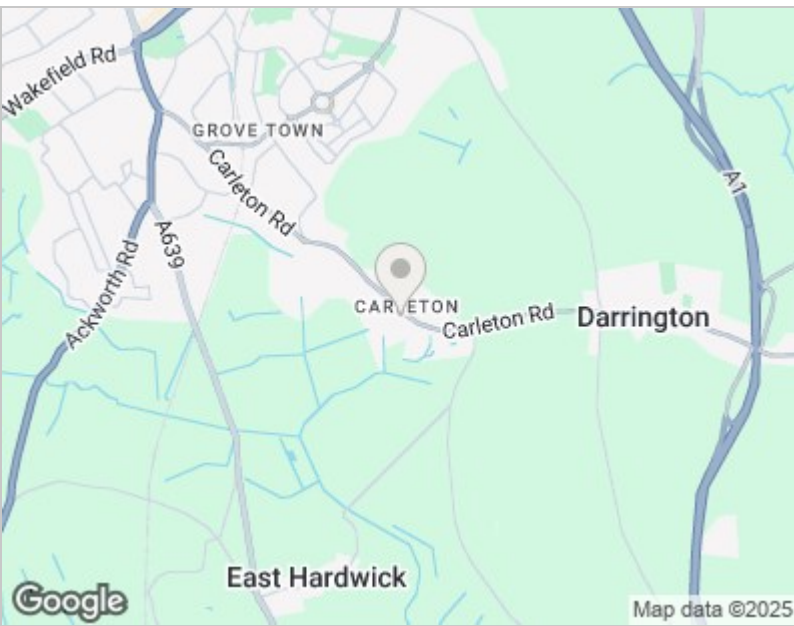 Wakefield Rd
GROVE TOWN
Carleton Rd
A1
A639
Ackworth Rd
CARLETON
Carleton Rd
Darrington
East Hardwick
Google
Map data ©2025